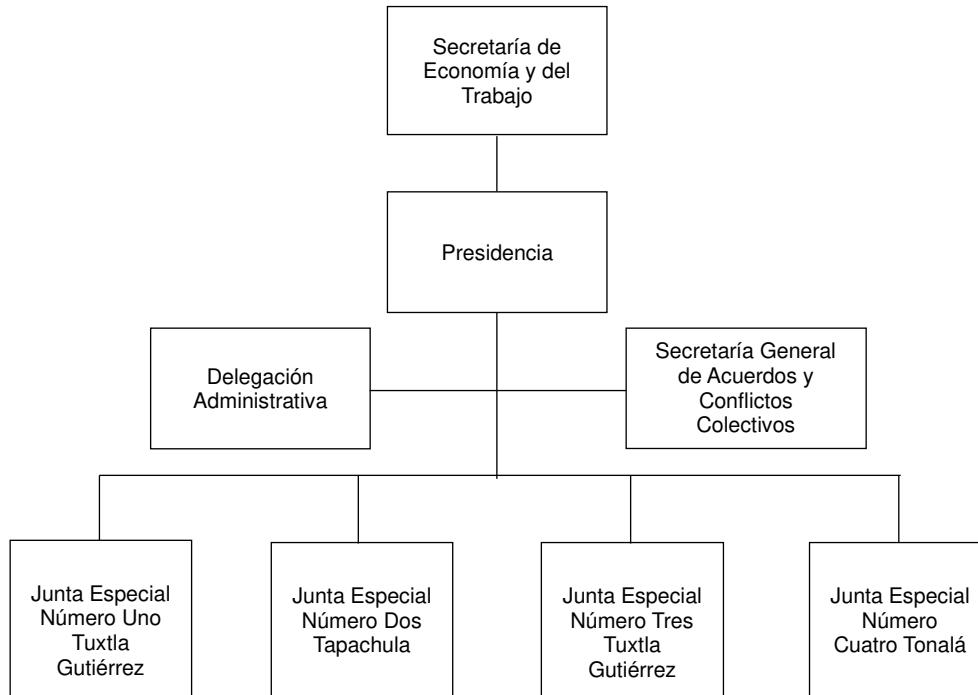 Secretaría de
Economía y del
Trabajo
Presidencia
Delegación
Administrativa
Secretaría General
de Acuerdos y
Conflictos
Colectivos
Junta Especial
Número Uno
Tuxtla
Gutiérrez
Junta Especial
Número Dos
Tapachula
Junta Especial
Número Tres
Tuxtla
Gutiérrez
Junta Especial
Número
Cuatro Tonalá